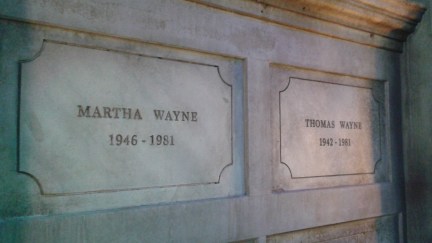 MARTHA WAYNE
1946 - 1981
THOMAS WAYNE
1942 - 1981